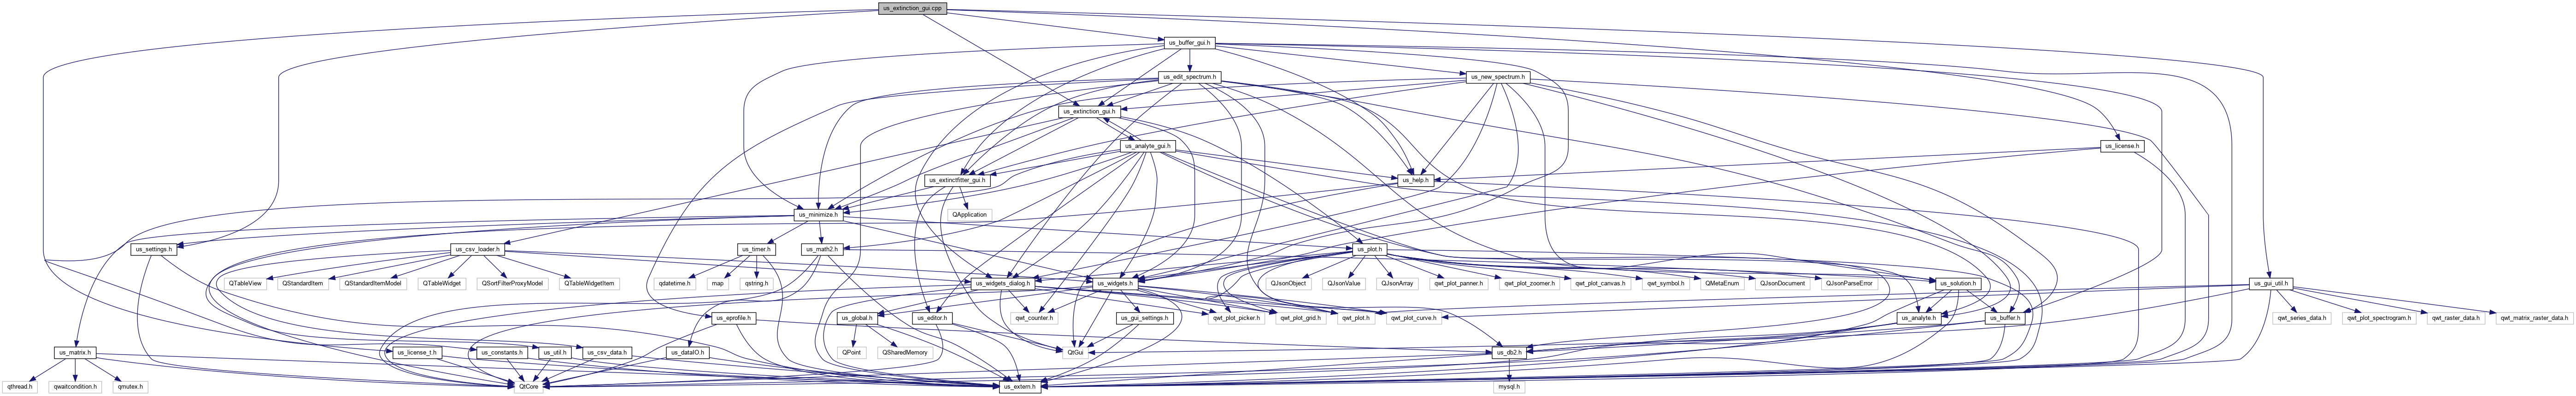 us_extinction_gui.cpp
us_buffer_gui.h
us_edit_spectrum.h
us_new_spectrum.h
us_extinction_gui.h
us_analyte_gui.h
us_license.h
us_extinctfitter_gui.h
us_help.h
us_minimize.h
QApplication
us_settings.h
us_csv_loader.h
us_timer.h
us_math2.h
us_plot.h
QTableView
QStandardItem
QStandardItemModel
QTableWidget
QSortFilterProxyModel
QTableWidgetItem
qdatetime.h
map
qstring.h
us_widgets_dialog.h
us_widgets.h
QJsonObject
QJsonValue
QJsonArray
qwt_plot_panner.h
qwt_plot_zoomer.h
qwt_plot_canvas.h
qwt_symbol.h
QMetaEnum
QJsonDocument
QJsonParseError
us_solution.h
us_gui_util.h
us_eprofile.h
us_global.h
us_editor.h
qwt_counter.h
us_gui_settings.h
qwt_plot_picker.h
qwt_plot_grid.h
qwt_plot.h
qwt_plot_curve.h
us_analyte.h
us_buffer.h
qwt_series_data.h
qwt_plot_spectrogram.h
qwt_raster_data.h
qwt_matrix_raster_data.h
us_matrix.h
us_license_t.h
us_constants.h
us_util.h
us_csv_data.h
us_dataIO.h
QPoint
QSharedMemory
QtGui
us_db2.h
qthread.h
qwaitcondition.h
qmutex.h
QtCore
us_extern.h
mysql.h